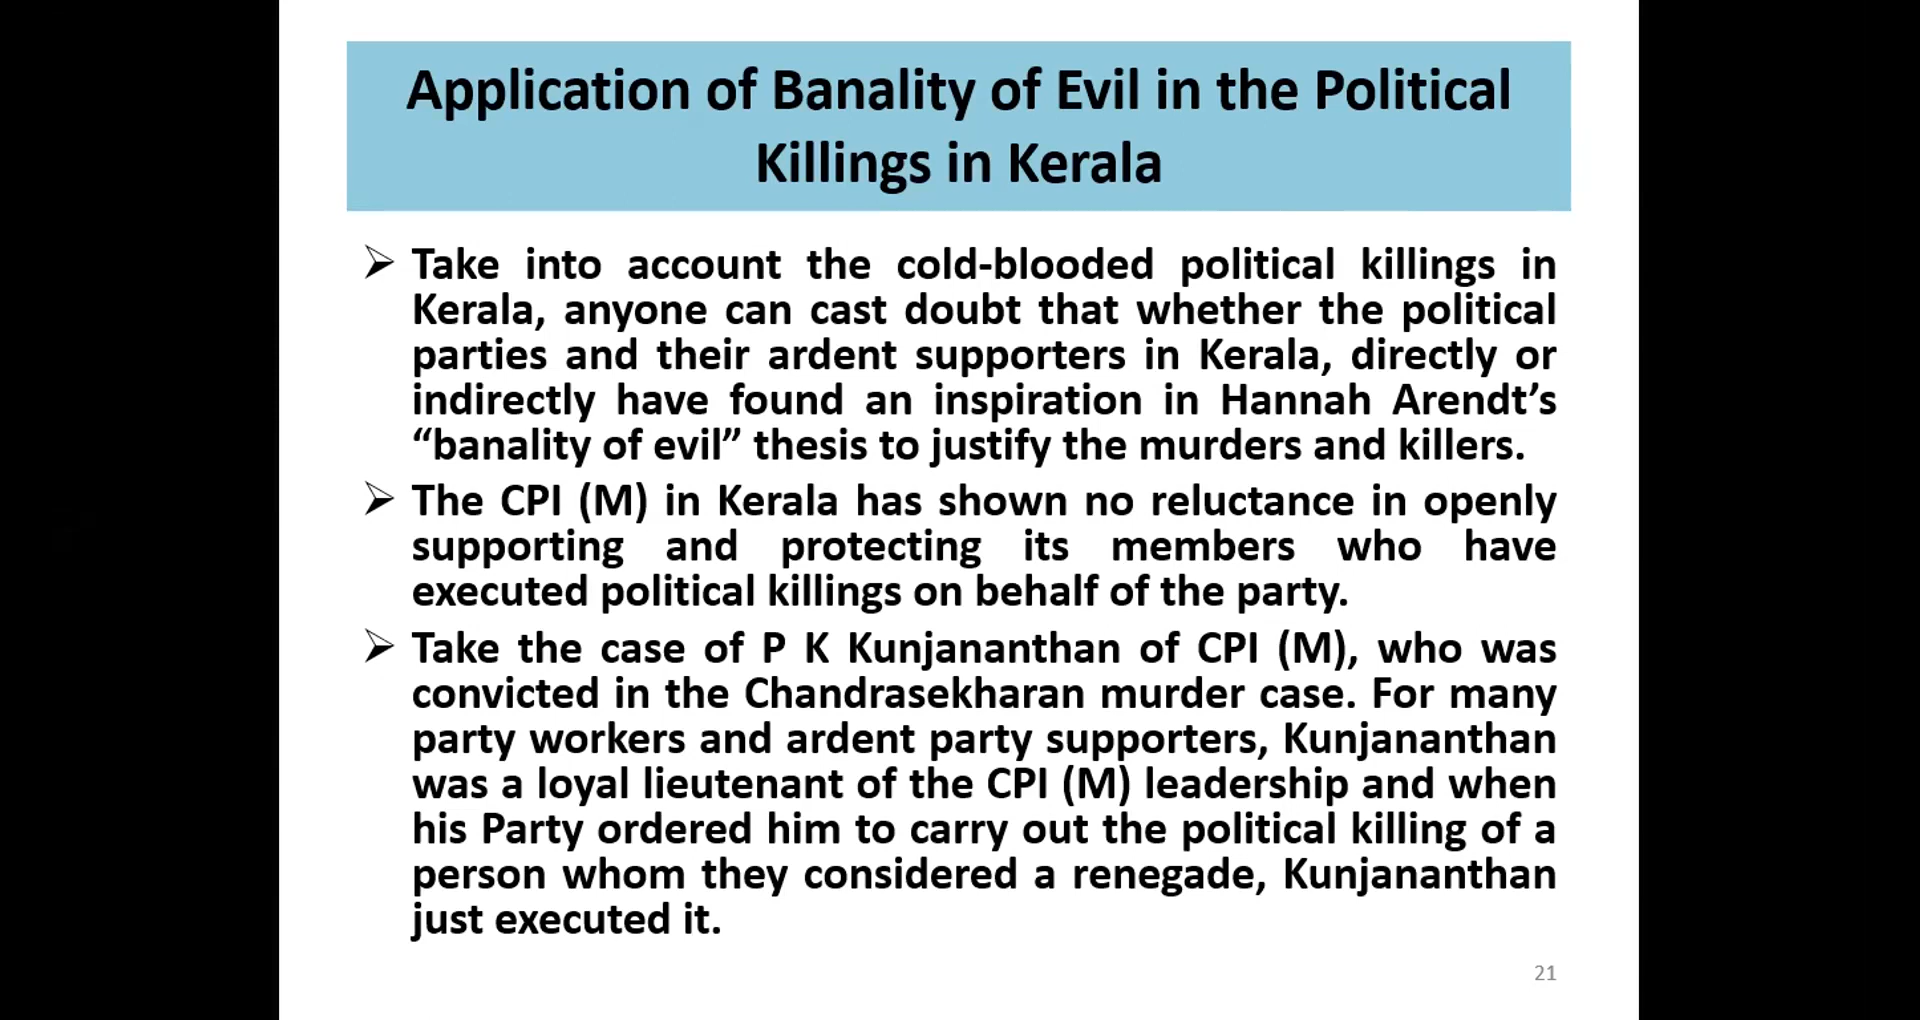 Application of Banality of Evil in the Political
Killings in Kerala
➢ Take into account the cold-blooded political killings in
Kerala, anyone can cast doubt that whether the political
parties and their ardent supporters in Kerala, directly or
indirectly have found an inspiration in Hannah Arendt’s
“banality of evil” thesis to justify the murders and killers.
➢ The CPI (M) in Kerala has shown no reluctance in openly
supporting and protecting its members who have
executed political killings on behalf of the party.
➢ Take the case of P K Kunjananthan of CPI (M), who was
convicted in the Chandrasekharan murder case. For many
party workers and ardent party supporters, Kunjananthan
was a loyal lieutenant of the CPI (M) leadership and when
his Party ordered him to carry out the political killing of a
person whom they considered a renegade, Kunjananthan
just executed it.
21